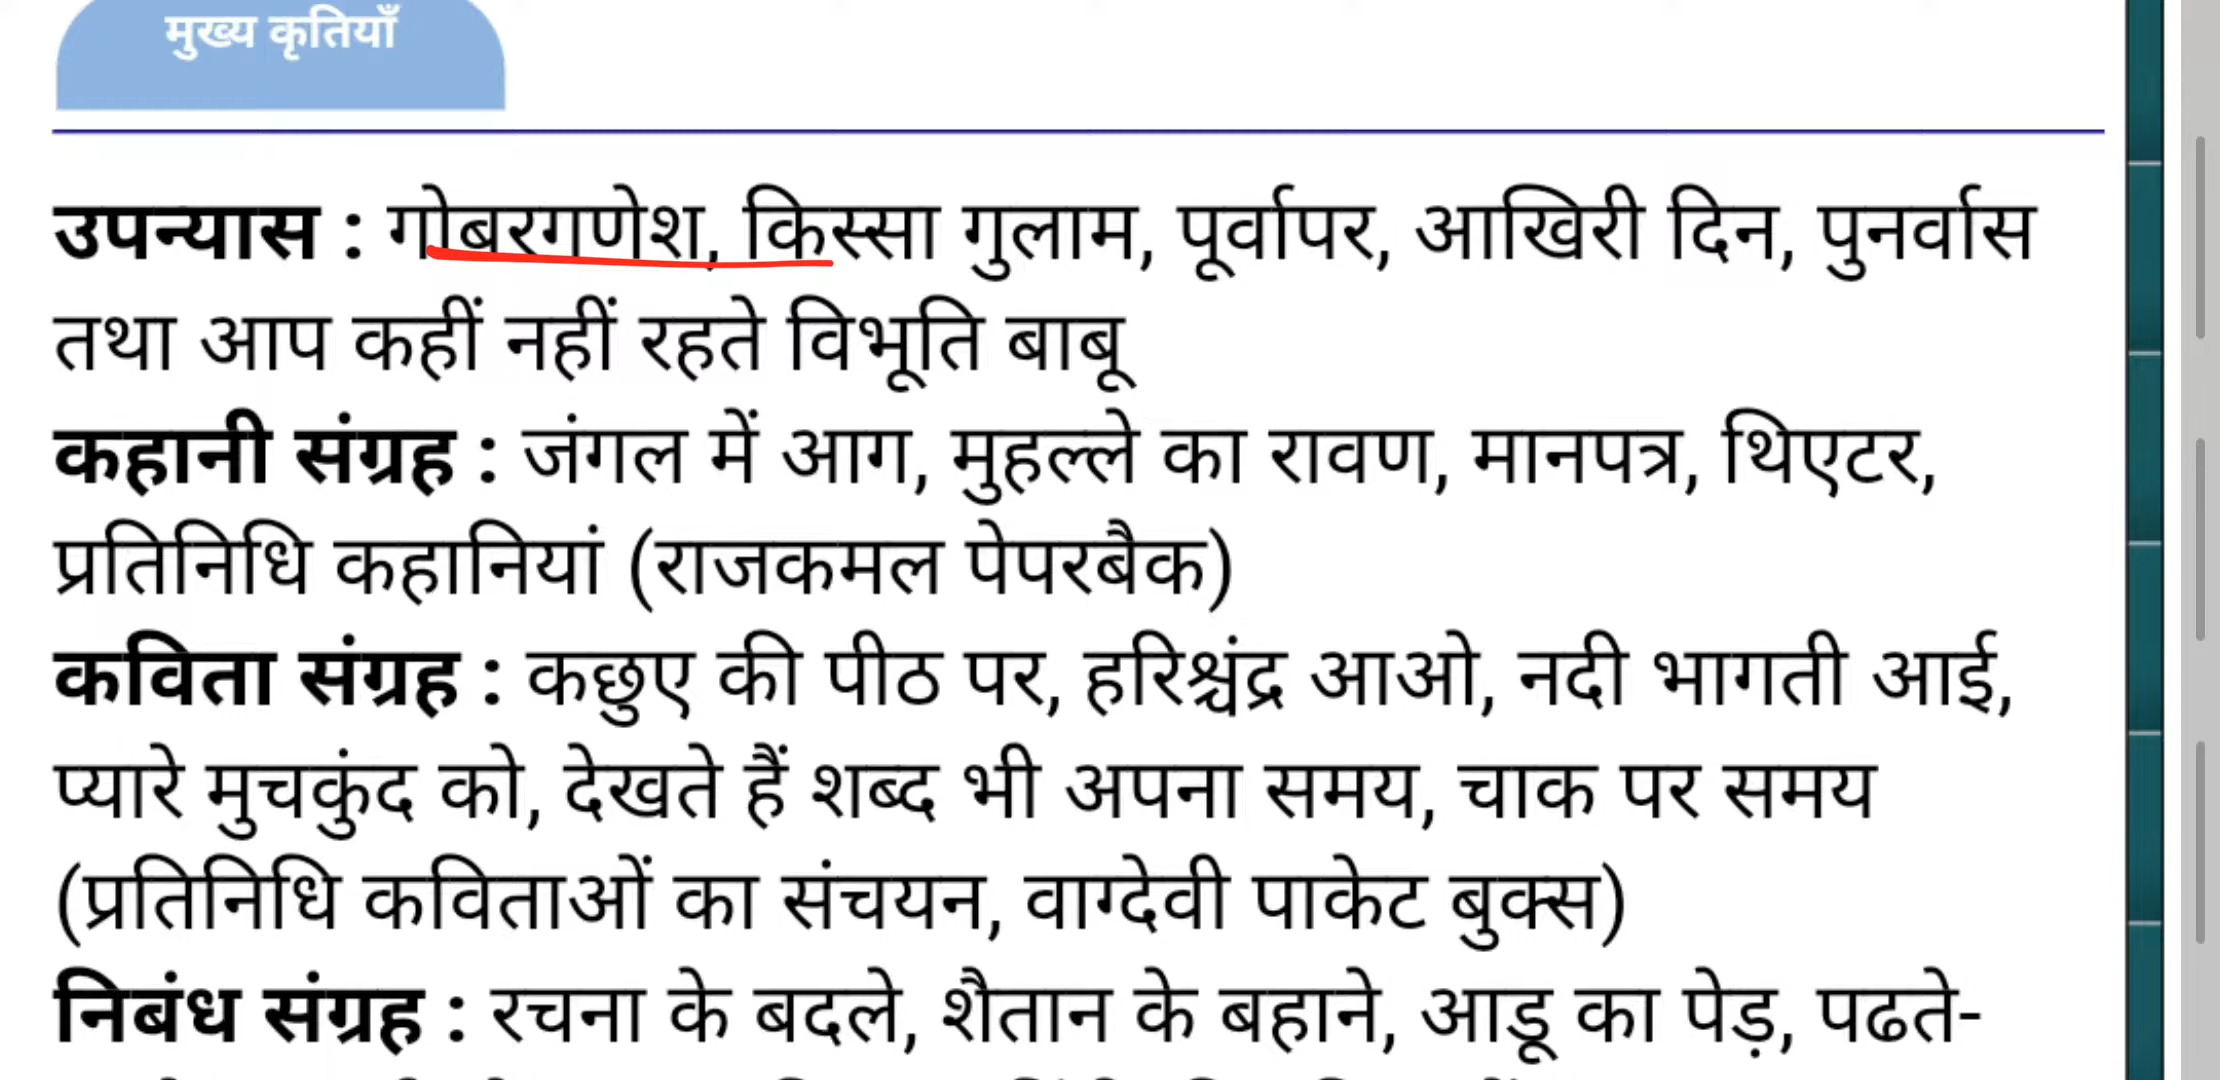 मुख्य कृतियाँ
उपन्यास : गोबरगणेश, किस्सा गुलाम, पूर्वापर, आखिरी दिन, पुनर्वास
तथा आप कहीं नहीं रहते विभूति बाबू
कहानी संग्रह : जंगल में आग, मुहल्ले का रावण, मानपत्र, थिएटर,
प्रतिनिधि कहानियां (राजकमल पेपरबैक)
कविता संग्रह : कछुए की पीठ पर, हरिश्चंद्र आओ, नदी भागती आई,
प्यारे मुचकुंद को, देखते हैं शब्द भी अपना समय, चाक पर समय
(प्रतिनिधि कविताओं का संचयन, वाग्देवी पाकेट बुक्स)
निबंध संग्रह : रचना के बदले, शैतान के बहाने, आडू का पेड़, पढते-